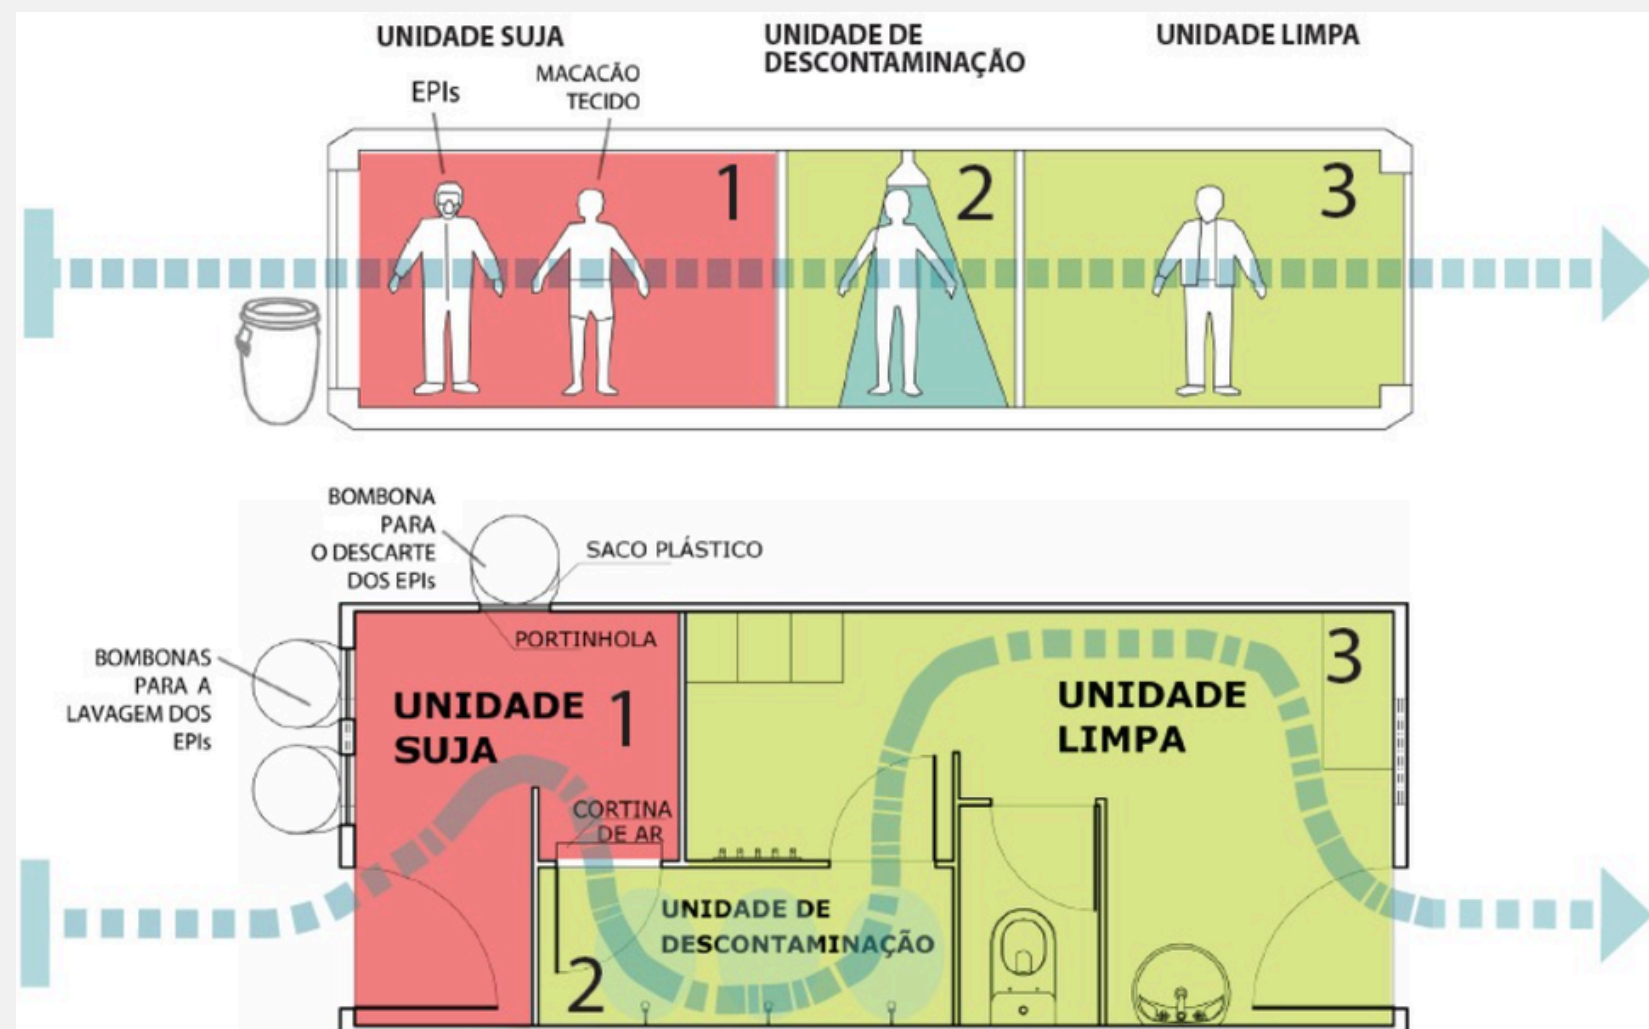 UNIDADE SUJA
UNIDADE DE
DESCONTAMINAÇÃO
UNIDADE LIMPA
EPIs
MACACÃO
TECIDO
1
2
3
BOMBONA
PARA
O DESCARTE
DOS EPIs
SACO PLÁSTICO
PORTINHOLA
BOMBONAS
PARA A
LAVAGEM DOS
EPIs
UNIDADE
SUJA
1
CORTINA
DE AR
UNIDADE DE
DESCONTAMINAÇÃO
2
UNIDADE
LIMPA
3